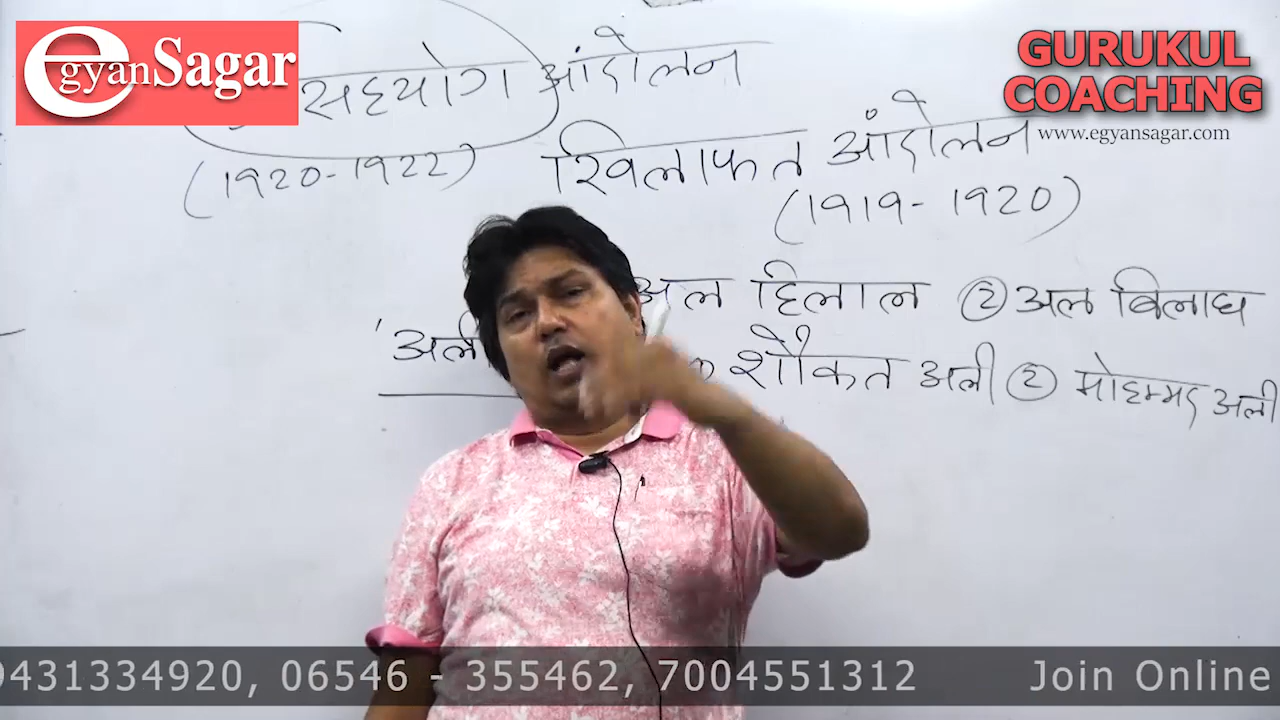 egyanSagar
GURUKUL
COACHING
www.egyansagar.com
सहयोग आंदोलन
(1920-1922)
खिलाफत आंदोलन
(1919-1920)
अल हिलाल ② अल बिलाघ
'अली
शौकत अली ② मोहम्मद अली
9431334920, 06546 - 355462, 7004551312 Join Online